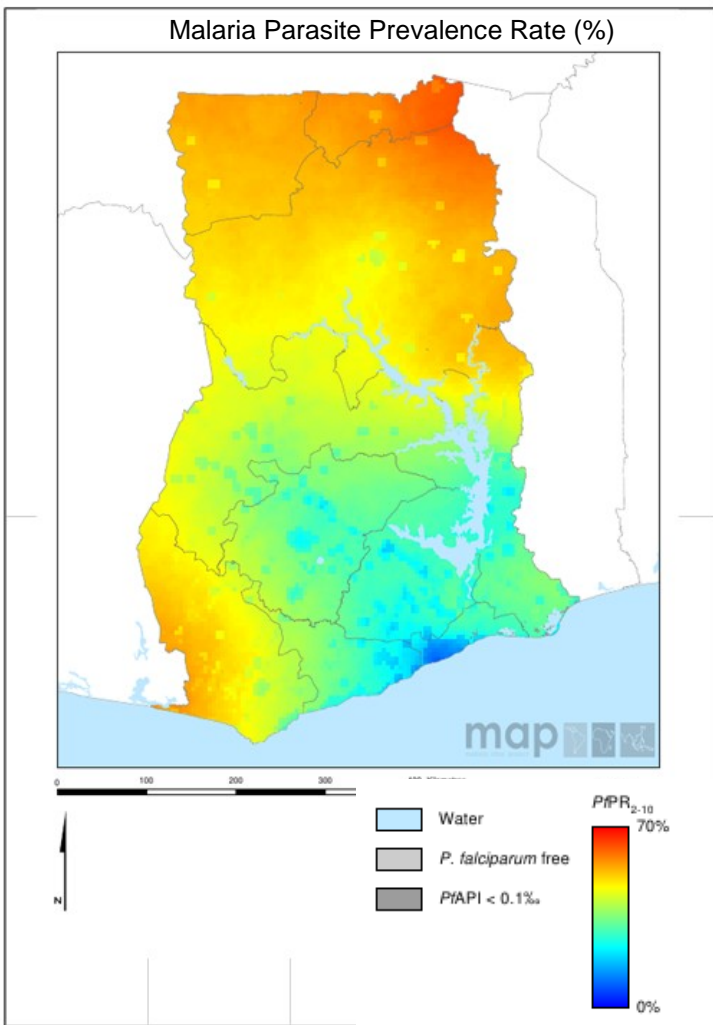 Malaria Parasite Prevalence Rate (%)
map
0 100 200 300
Water
P. falciparum free
PfAPI < 0.1‰
PfPR2-10
70%
0%
N